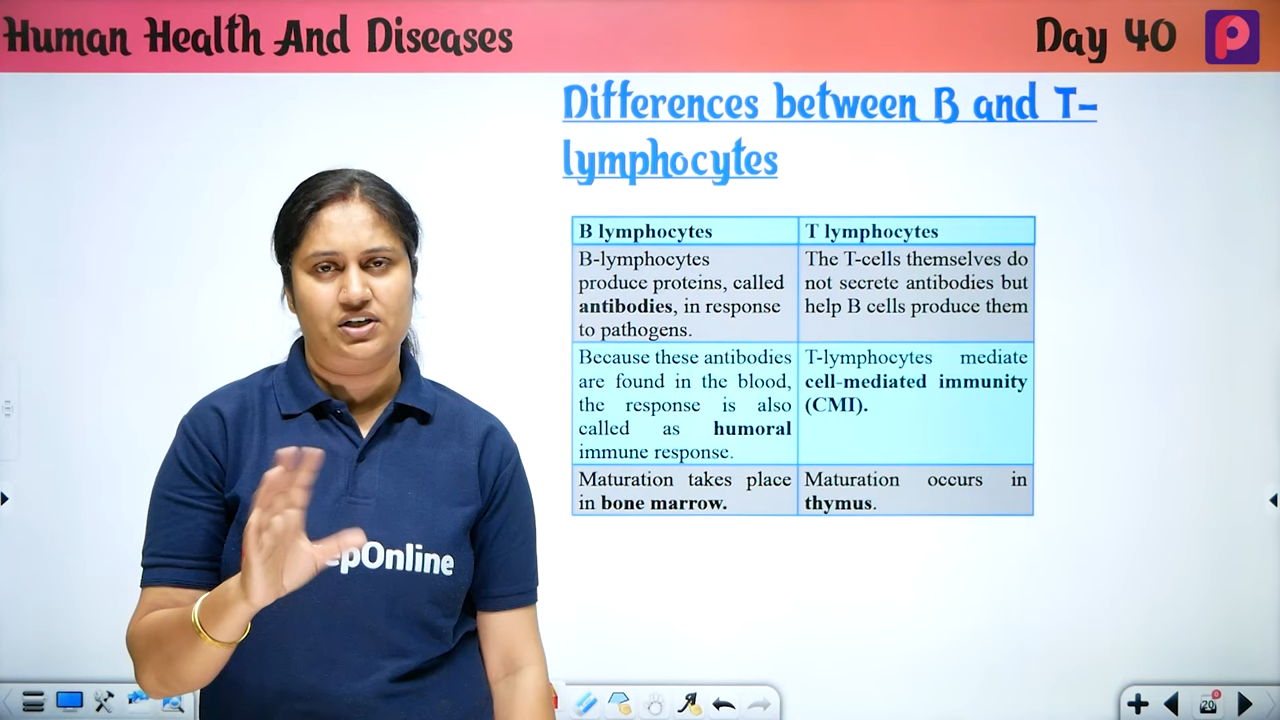 Human Health And Diseases
Day 40
Differences between B and T-
lymphocytes
B lymphocytes
T lymphocytes
B-lymphocytes
produce proteins, called
antibodies, in response
to pathogens.
The T-cells themselves do
not secrete antibodies but
help B cells produce them
Because these antibodies
are found in the blood,
the response is also
called as humoral
immune response.
T-lymphocytes mediate
cell-mediated immunity
(CMI).
Maturation takes place
in bone marrow.
Maturation occurs in
thymus.
epOnline
20